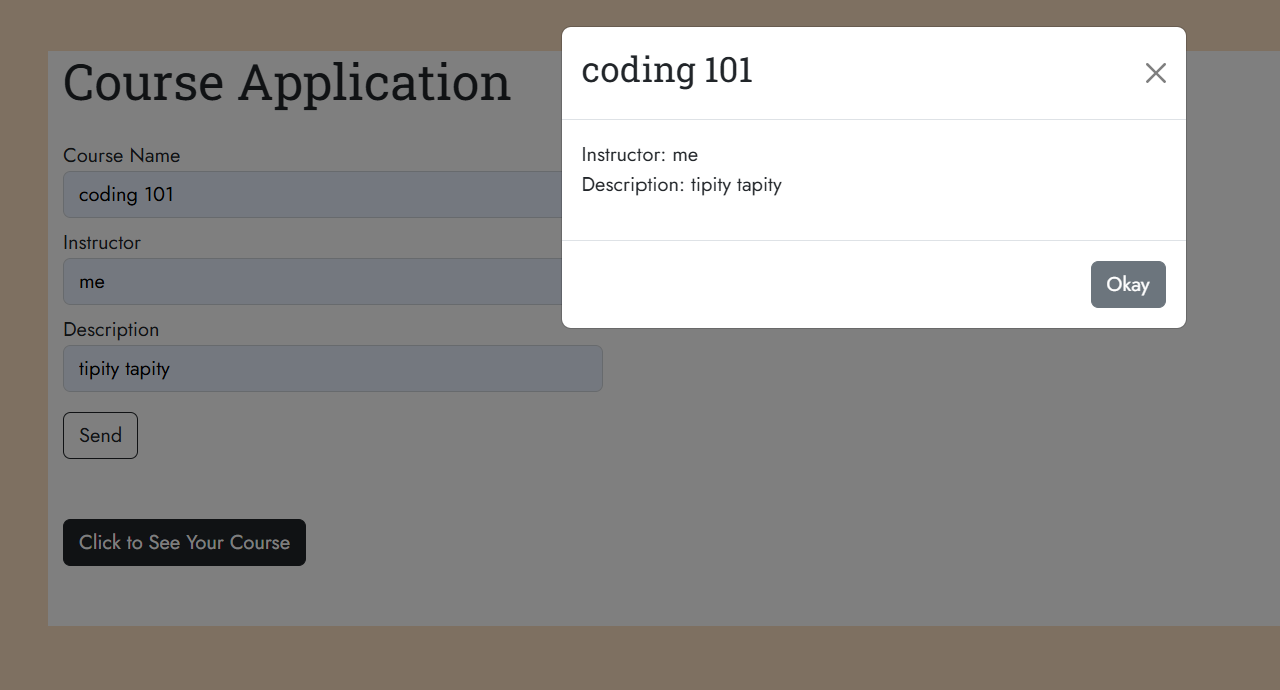 Course Application
Course Name
coding 101
Instructor
me
Description
tipity tapity
Send
Click to See Your Course
coding 101
Instructor: me
Description: tipity tapity
Okay